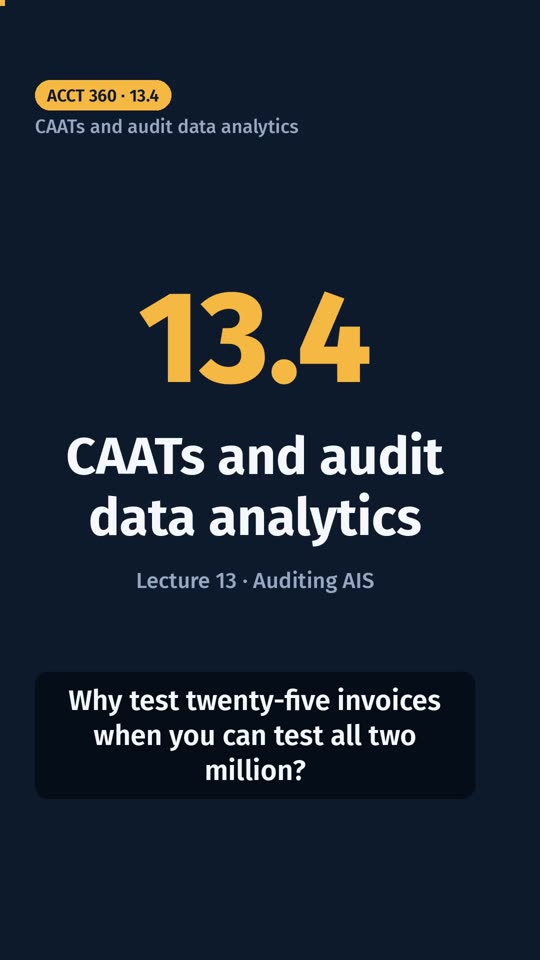 ACCT 360 · 13.4
CAATs and audit data analytics
13.4
CAATs and audit
data analytics
Lecture 13 · Auditing AIS
Why test twenty-five invoices
when you can test all two
million?